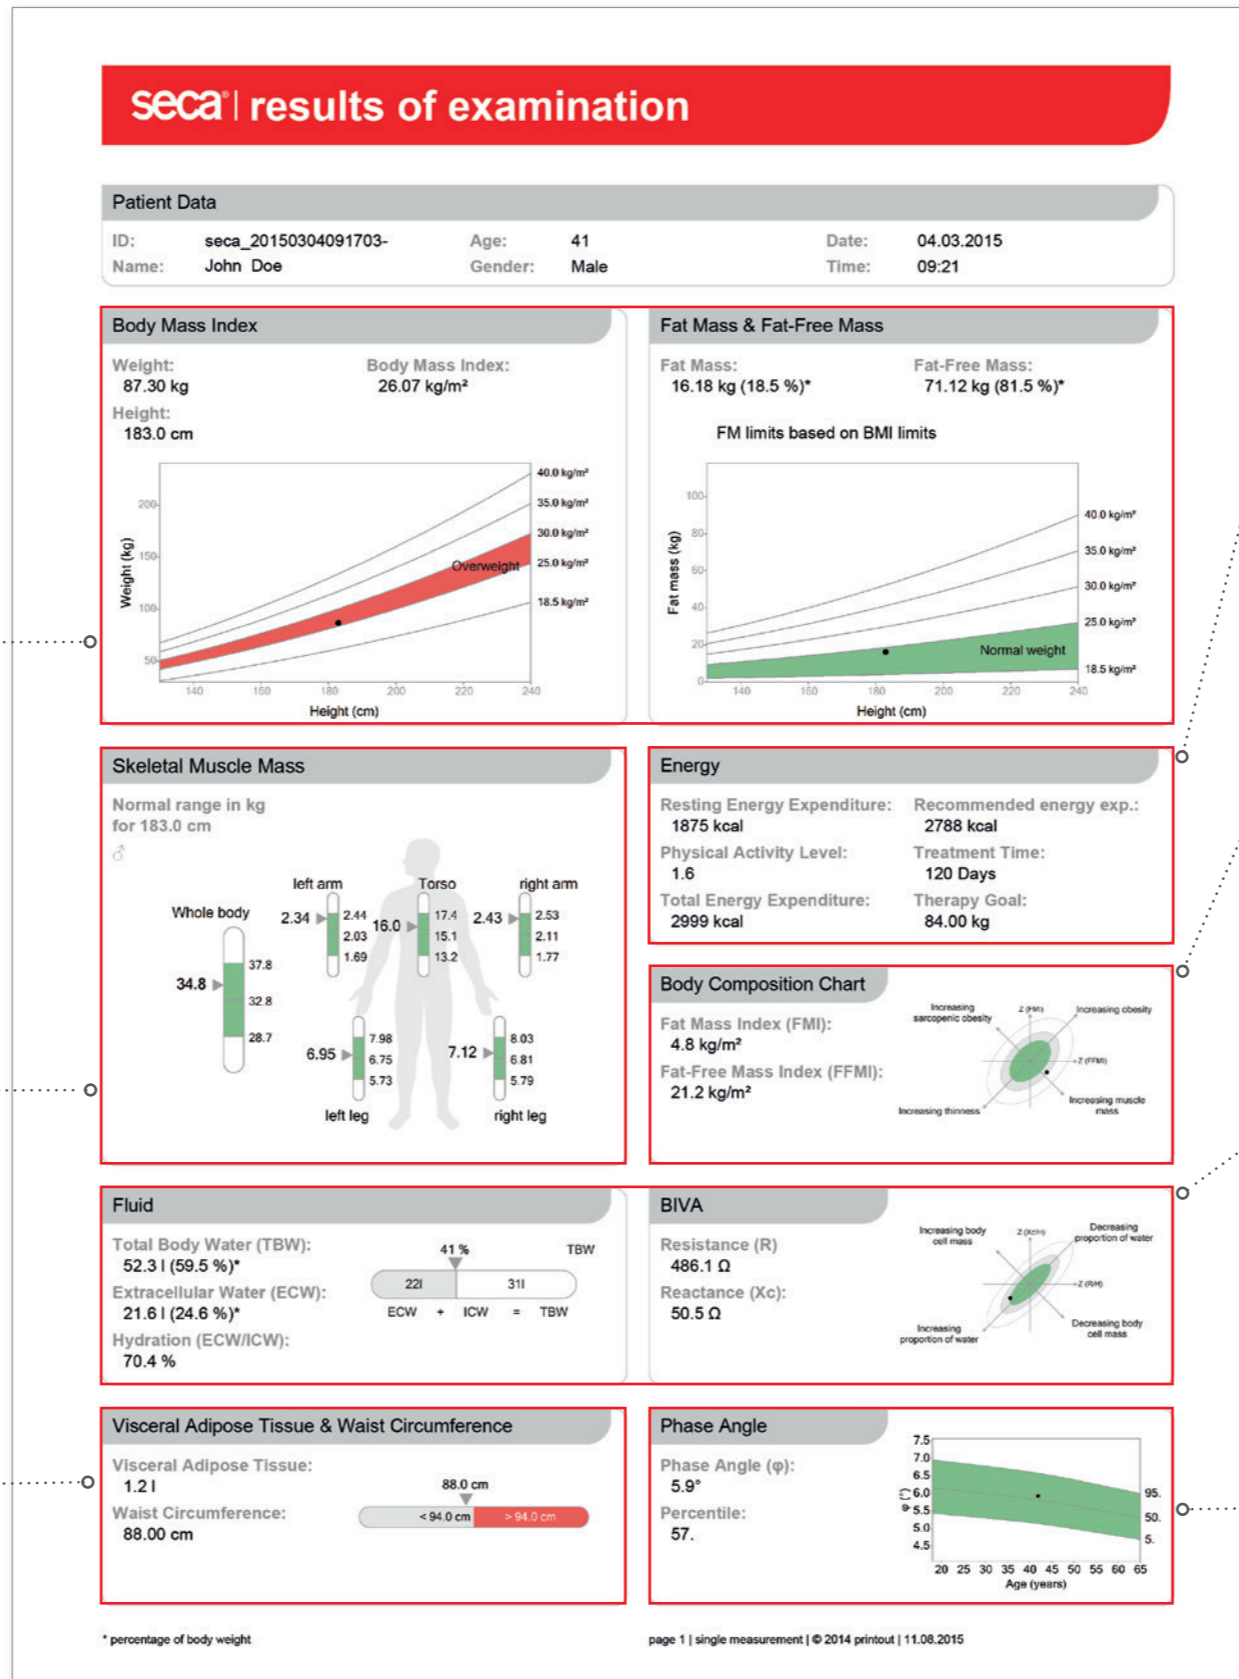 seca® | results of examination
Patient Data
ID: seca_20150304091703- Age: 41 Date: 04.03.2015
Name: John Doe Gender: Male Time: 09:21
Body Mass Index
Weight: Body Mass Index:
87.30 kg 26.07 kg/m²
Height:
183.0 cm
Weight (kg)
200
150
100
50
40.0 kg/m²
35.0 kg/m²
30.0 kg/m²
Overweight
25.0 kg/m²
18.5 kg/m²
140 160 180 200 220 240
Height (cm)
Fat Mass & Fat-Free Mass
Fat Mass: Fat-Free Mass:
16.18 kg (18.5 %)* 71.12 kg (81.5 %)*
FM limits based on BMI limits
Fat mass (kg)
100
80
60
40
20
0
40.0 kg/m²
35.0 kg/m²
30.0 kg/m²
25.0 kg/m²
Normal weight
18.5 kg/m²
140 160 180 200 220 240
Height (cm)
Skeletal Muscle Mass
Normal range in kg
for 183.0 cm
♂
Whole body
34.8
37.8
32.8
28.7
left arm
2.34
2.44
2.03
1.69
Torso
16.0
17.4
15.1
13.2
right arm
2.43
2.53
2.11
1.77
6.95
7.98
6.75
5.73
left leg
7.12
8.03
6.81
5.79
right leg
Energy
Resting Energy Expenditure: Recommended energy exp.:
1875 kcal 2788 kcal
Physical Activity Level: Treatment Time:
1.6 120 Days
Total Energy Expenditure: Therapy Goal:
2999 kcal 84.00 kg
Body Composition Chart
Fat Mass Index (FMI):
4.8 kg/m²
Fat-Free Mass Index (FFMI):
21.2 kg/m²
Increasing
sarcopenic obesity
Z (FMI)
Increasing obesity
Z (FFMI)
Increasing thinness
Increasing muscle
mass
Fluid
Total Body Water (TBW):
52.3 l (59.5 %)*
Extracellular Water (ECW):
21.6 l (24.6 %)*
Hydration (ECW/ICW):
70.4 %
41 % TBW
22l 31l
ECW + ICW = TBW
BIVA
Resistance (R)
486.1 Ω
Reactance (Xc):
50.5 Ω
Increasing body
cell mass
Z (Xc/H)
Decreasing
proportion of water
Z (R/H)
Increasing
proportion of water
Decreasing body
cell mass
Visceral Adipose Tissue & Waist Circumference
Visceral Adipose Tissue:
1.2 l
Waist Circumference:
88.00 cm
88.0 cm
< 94.0 cm > 94.0 cm
Phase Angle
Phase Angle (φ):
5.9°
Percentile:
57.
φ (°)
7.5
7.0
6.5
6.0
5.5
5.0
4.5
95.
50.
5.
20 25 30 35 40 45 50 55 60 65
Age (years)
* percentage of body weight
page 1 | single measurement | © 2014 printout | 11.08.2015